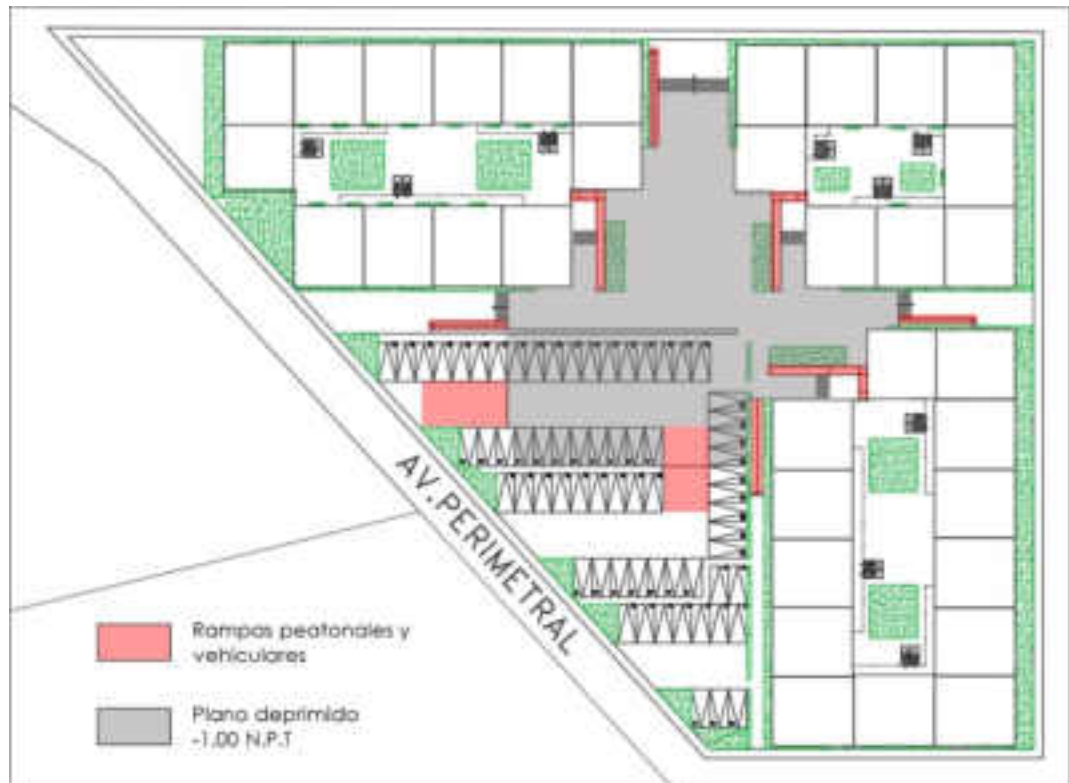 AV. PERIMETRAL
Rampas peatonales y
vehiculares
Plano deprimido
-1.00 N.P.T